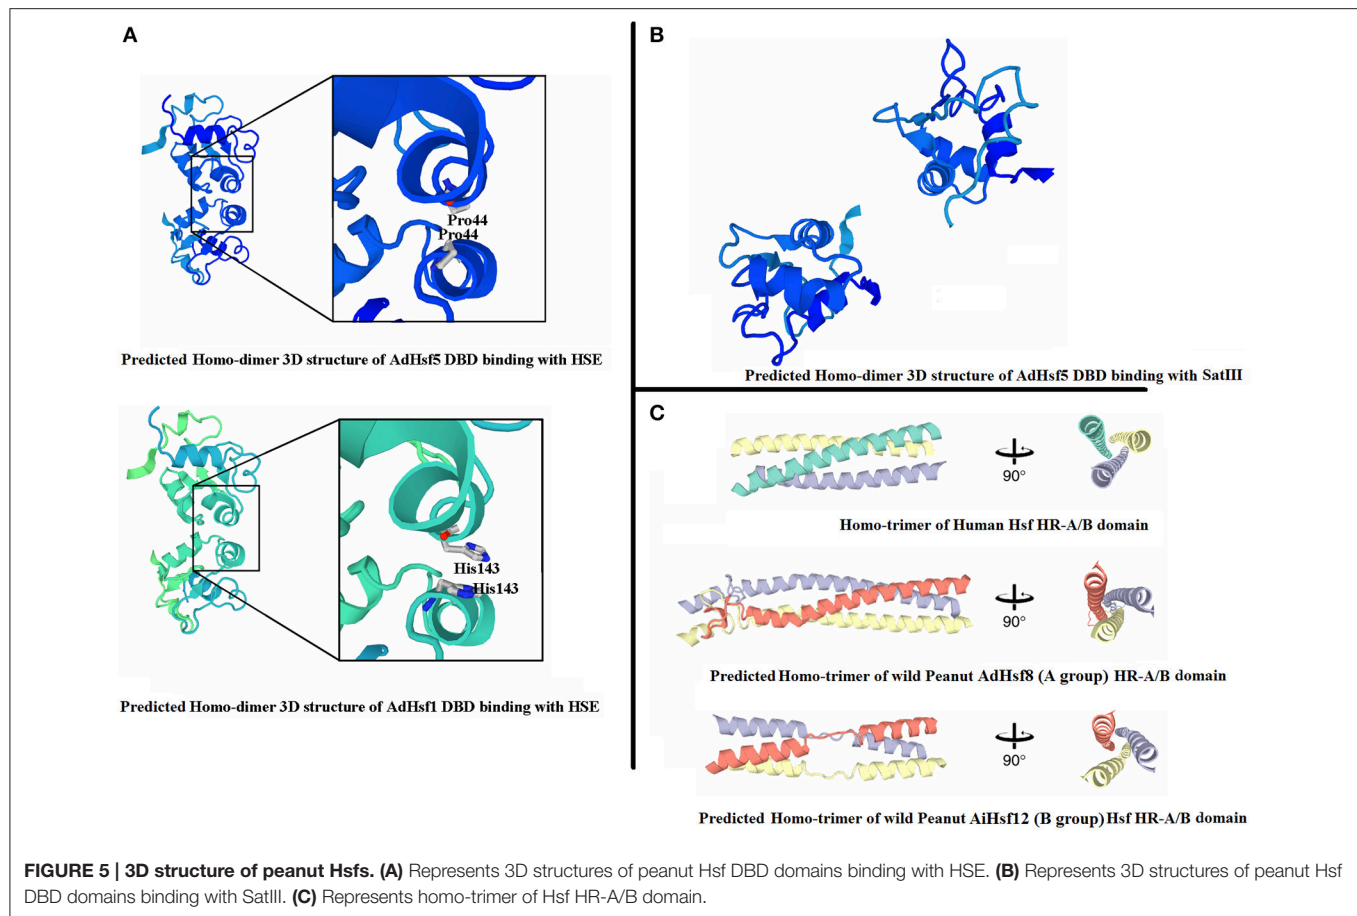 A
Pro44
Pro44
Predicted Homo-dimer 3D structure of AdHsf5 DBD binding with HSE
His143
His143
Predicted Homo-dimer 3D structure of AdHsf1 DBD binding with HSE
B
Predicted Homo-dimer 3D structure of AdHsf5 DBD binding with SatIII
C
90°
Homo-trimer of Human Hsf HR-A/B domain
90°
Predicted Homo-trimer of wild Peanut AdHsf8 (A group) HR-A/B domain
90°
Predicted Homo-trimer of wild Peanut AiHsf12 (B group) Hsf HR-A/B domain
FIGURE 5 | 3D structure of peanut Hsfs. (A) Represents 3D structures of peanut Hsf DBD domains binding with HSE. (B) Represents 3D structures of peanut Hsf
DBD domains binding with SatIII. (C) Represents homo-trimer of Hsf HR-A/B domain.